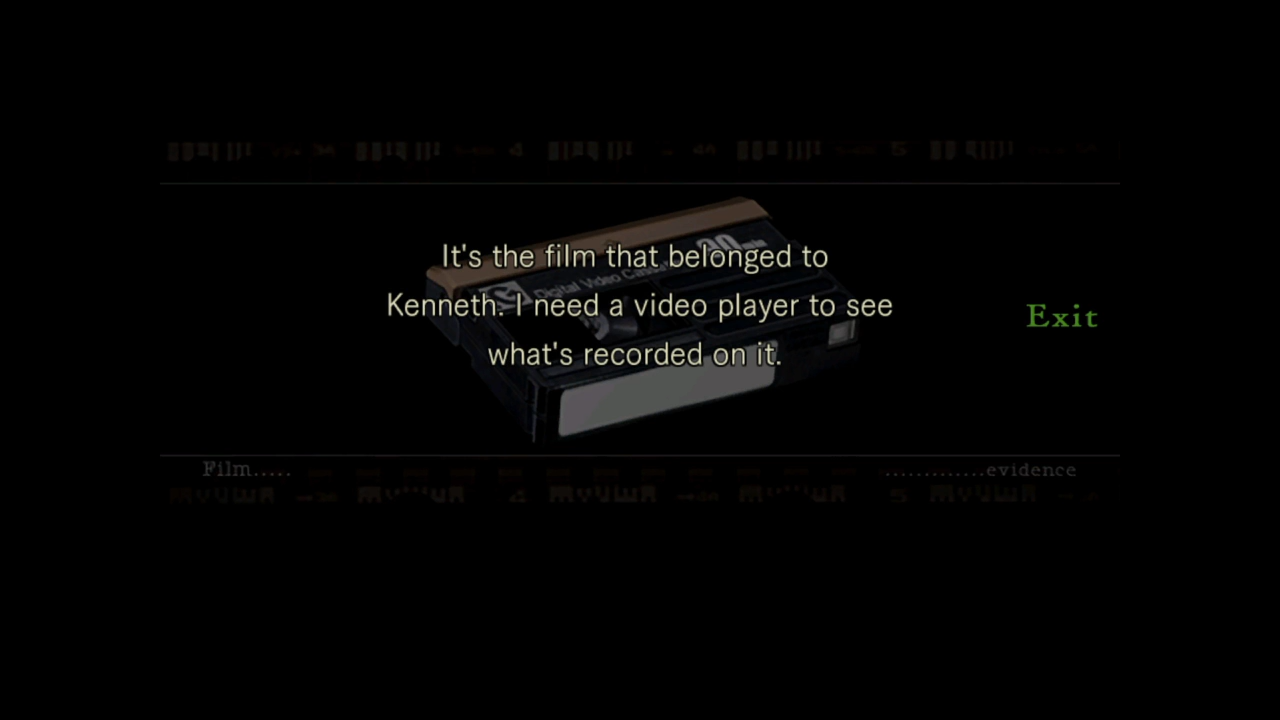 It's the film that belonged to
Kenneth. I need a video player to see
what's recorded on it.
Exit
Film.....
.............evidence